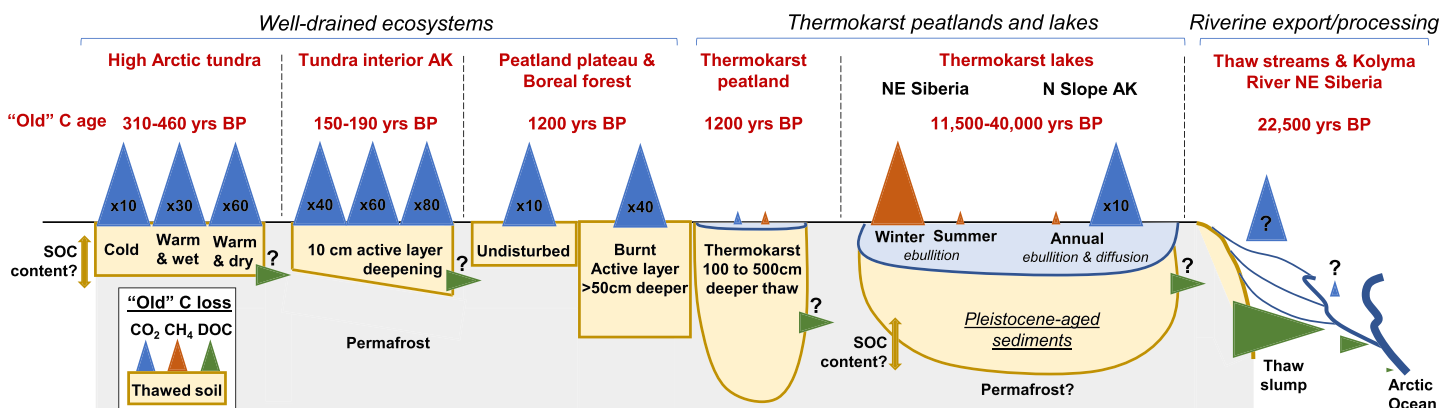 Well-drained ecosystems
Thermokarst peatlands and lakes
Riverine export/processing
High Arctic tundra
Tundra interior AK
Peatland plateau &
Boreal forest
Thermokarst
peatland
Thermokarst lakes
NE Siberia
N Slope AK
Thaw streams & Kolyma
River NE Siberia
“Old” C age
310-460 yrs BP
150-190 yrs BP
1200 yrs BP
1200 yrs BP
11,500-40,000 yrs BP
22,500 yrs BP
x10
x30
x60
x40
x60
x80
x10
x40
x10
?
SOC
content?
Cold
Warm
& wet
Warm
& dry
?
10 cm active layer
deepening
?
Undisturbed
Burnt
Active layer
>50cm deeper
Thermokarst
100 to 500cm
deeper thaw
?
Winter
Summer
ebullition
Annual
ebullition & diffusion
?
?
Pleistocene-aged
sediments
SOC
content?
Permafrost?
Permafrost
“Old” C loss
CO2 CH4 DOC
Thawed soil
Thaw
slump
Arctic
Ocean